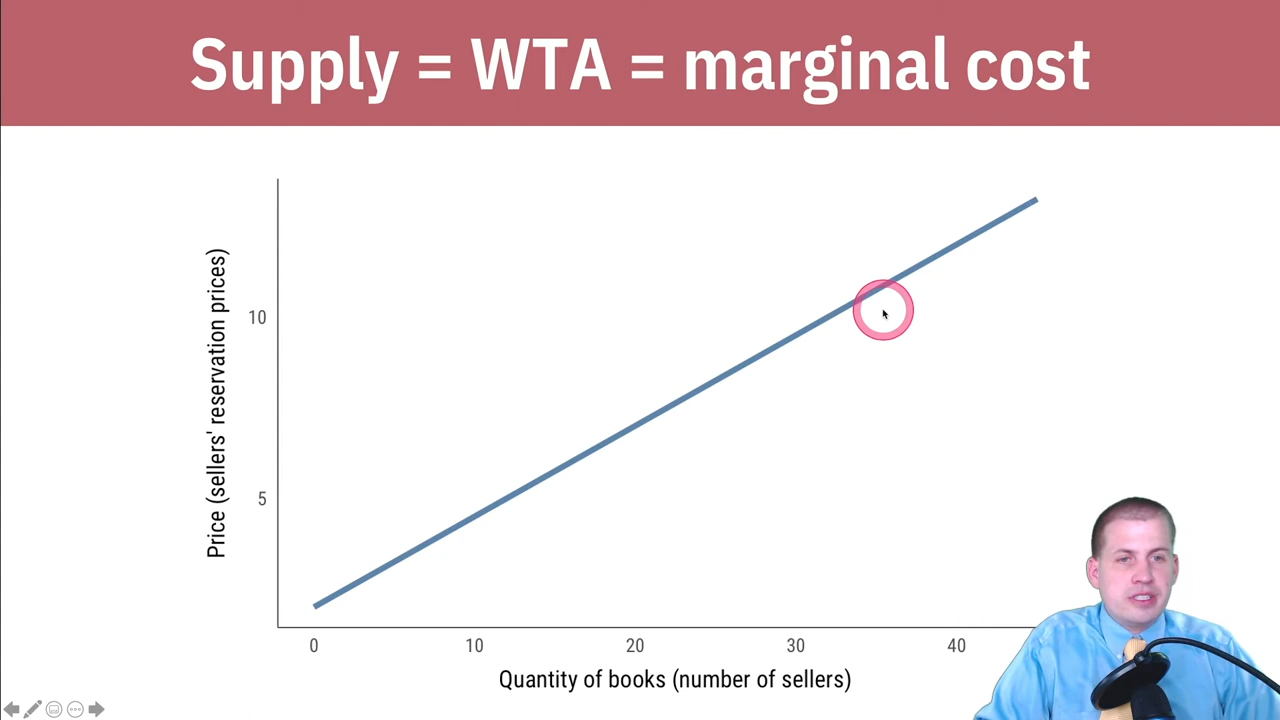 Supply = WTA = marginal cost
Price (sellers' reservation prices)
10
5
0 10 20 30 40
Quantity of books (number of sellers)